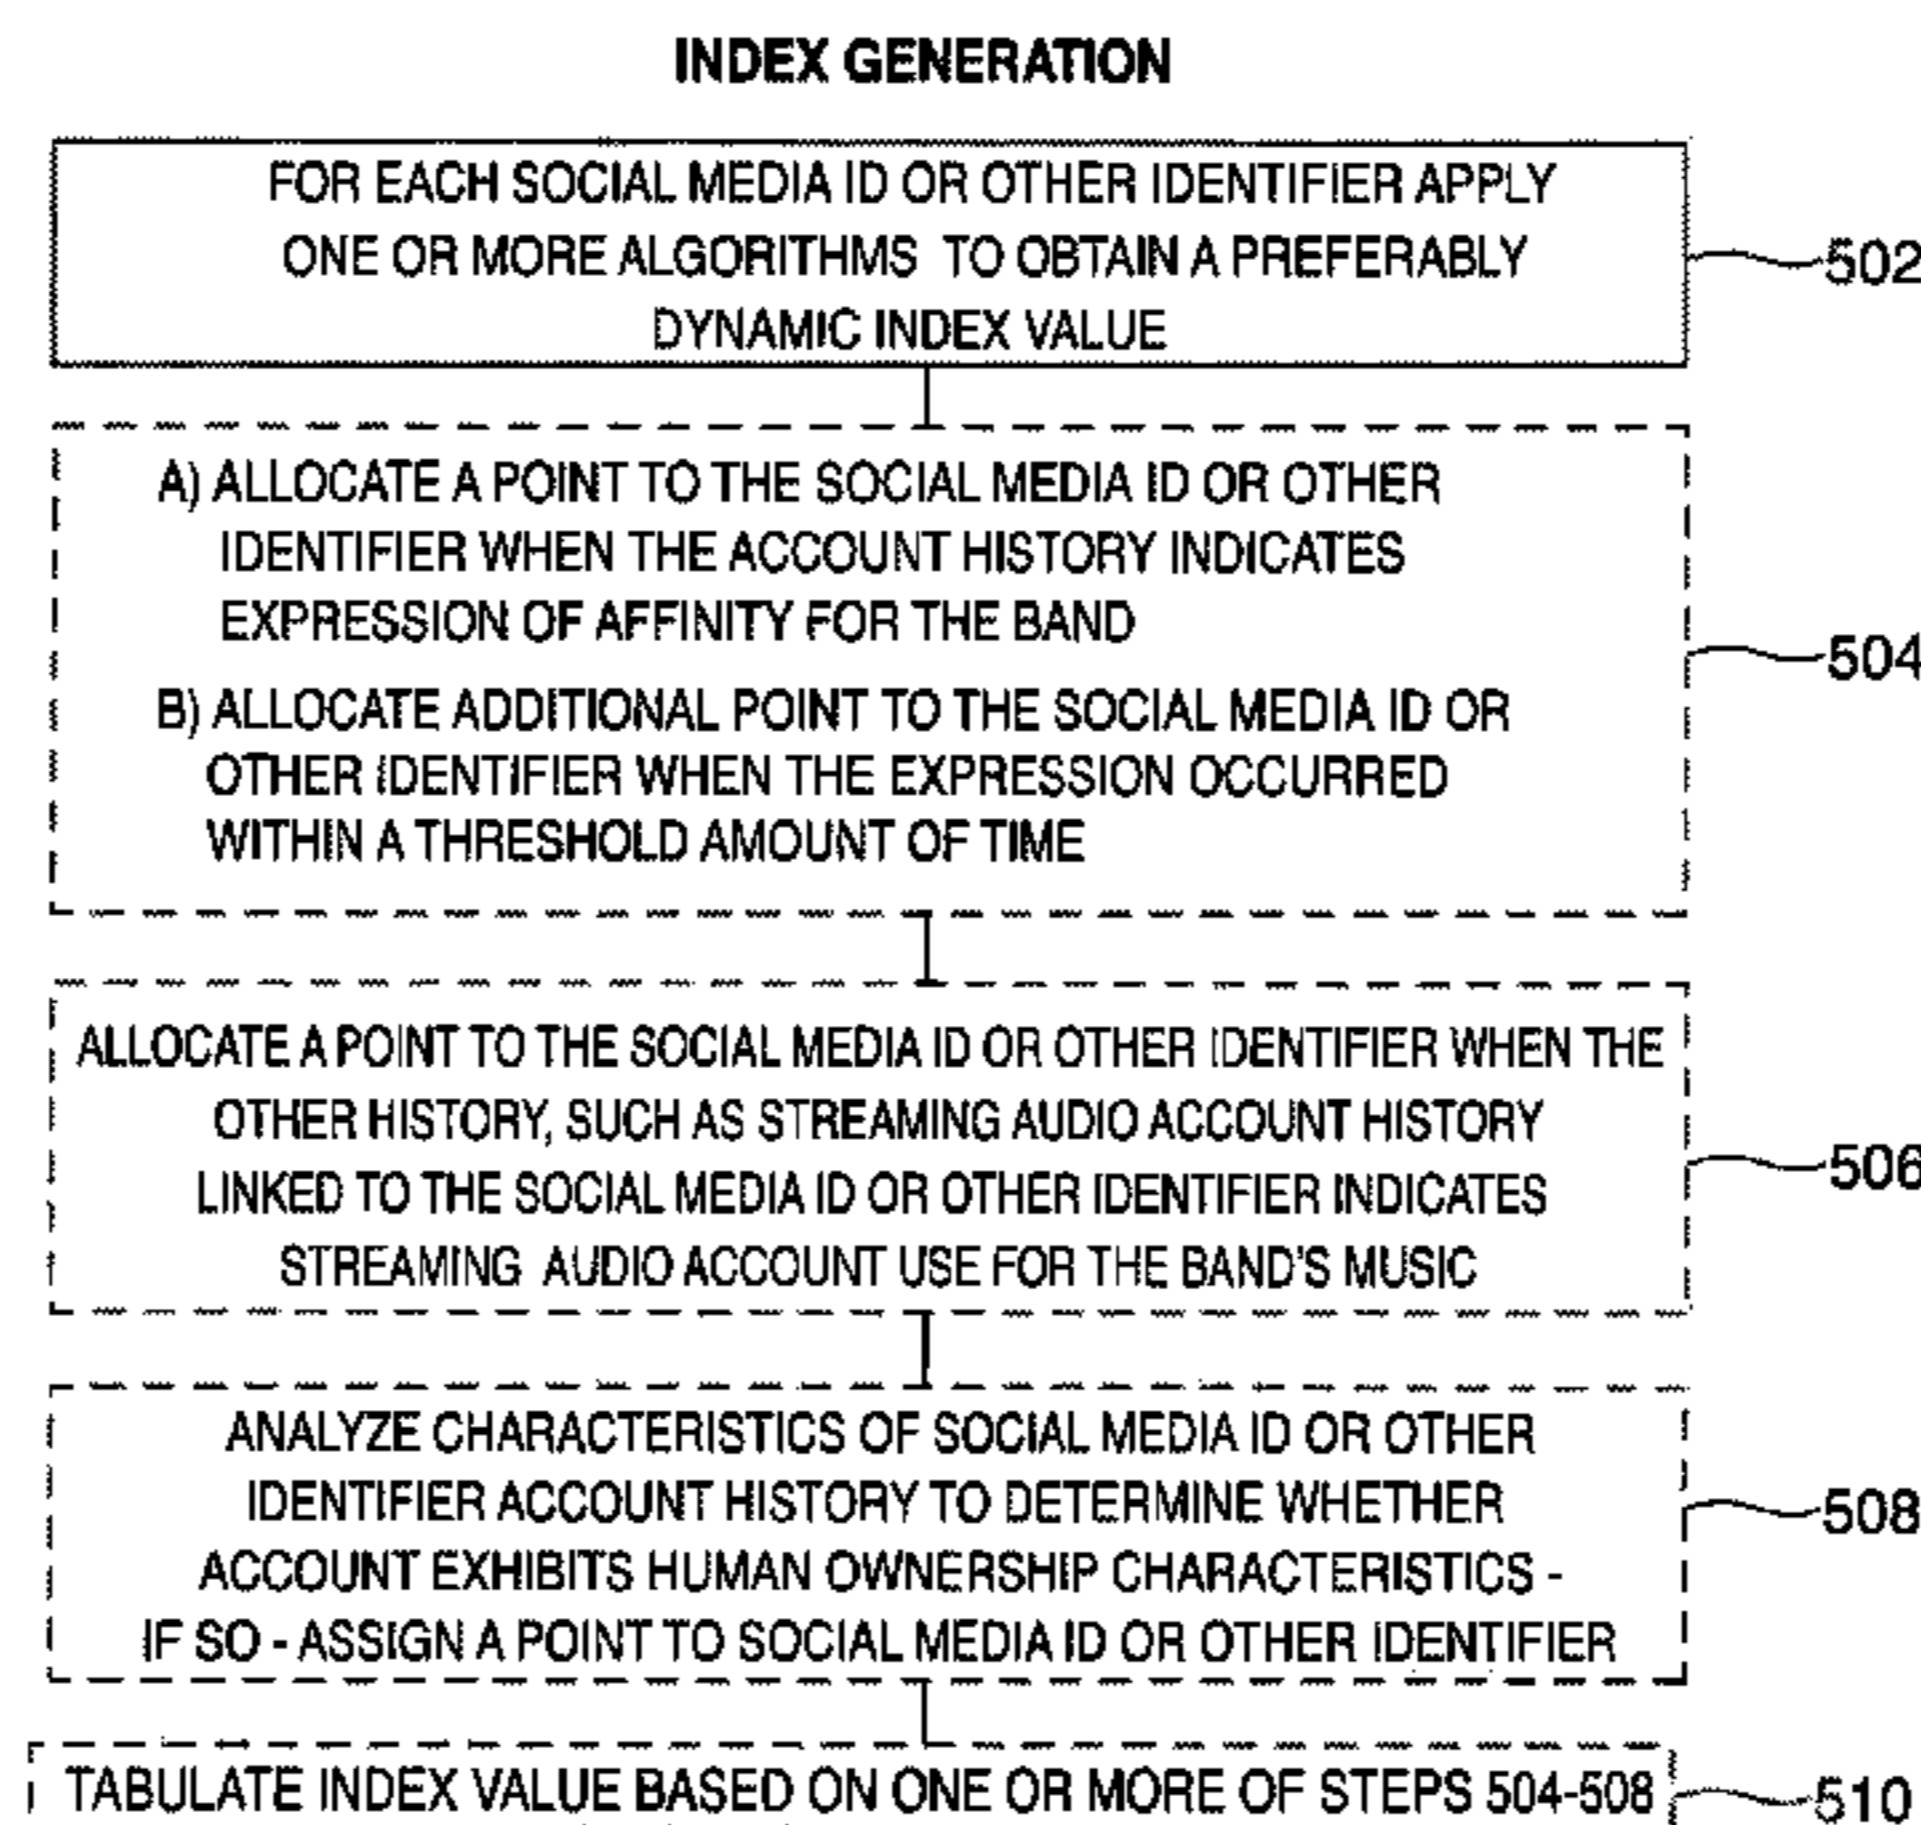 INDEX GENERATION
FOR EACH SOCIAL MEDIA ID OR OTHER IDENTIFIER APPLY
ONE OR MORE ALGORITHMS TO OBTAIN A PREFERABLY
DYNAMIC INDEX VALUE
502
A) ALLOCATE A POINT TO THE SOCIAL MEDIA ID OR OTHER
IDENTIFIER WHEN THE ACCOUNT HISTORY INDICATES
EXPRESSION OF AFFINITY FOR THE BAND
B) ALLOCATE ADDITIONAL POINT TO THE SOCIAL MEDIA ID OR
OTHER IDENTIFIER WHEN THE EXPRESSION OCCURRED
WITHIN A THRESHOLD AMOUNT OF TIME
504
ALLOCATE A POINT TO THE SOCIAL MEDIA ID OR OTHER IDENTIFIER WHEN THE
OTHER HISTORY, SUCH AS STREAMING AUDIO ACCOUNT HISTORY
LINKED TO THE SOCIAL MEDIA ID OR OTHER IDENTIFIER INDICATES
STREAMING AUDIO ACCOUNT USE FOR THE BAND'S MUSIC
506
ANALYZE CHARACTERISTICS OF SOCIAL MEDIA ID OR OTHER
IDENTIFIER ACCOUNT HISTORY TO DETERMINE WHETHER
ACCOUNT EXHIBITS HUMAN OWNERSHIP CHARACTERISTICS -
IF SO - ASSIGN A POINT TO SOCIAL MEDIA ID OR OTHER IDENTIFIER
508
TABULATE INDEX VALUE BASED ON ONE OR MORE OF STEPS 504-508
510